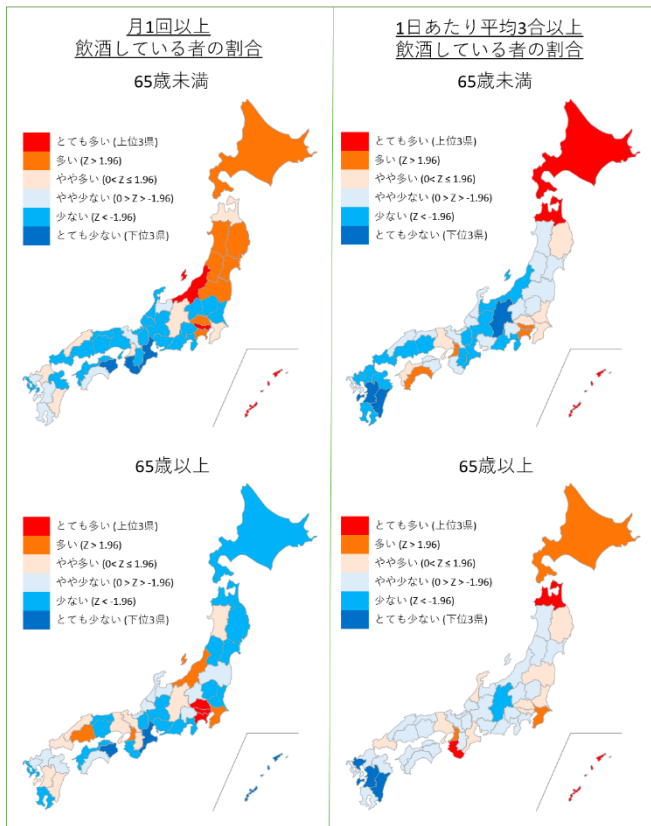 月1回以上
飲酒している者の割合
65歳未満
とても多い (上位3県)
多い (Z > 1.96)
やや多い (0< Z ≤ 1.96)
やや少ない (0 > Z > -1.96)
少ない (Z < -1.96)
とても少ない (下位3県)
1日あたり平均3合以上
飲酒している者の割合
65歳未満
とても多い (上位3県)
多い (Z > 1.96)
やや多い (0< Z ≤ 1.96)
やや少ない (0 > Z > -1.96)
少ない (Z < -1.96)
とても少ない (下位3県)
65歳以上
とても多い (上位3県)
多い (Z > 1.96)
やや多い (0< Z ≤ 1.96)
やや少ない (0 > Z > -1.96)
少ない (Z < -1.96)
とても少ない (下位3県)
65歳以上
とても多い (上位3県)
多い (Z > 1.96)
やや多い (0< Z ≤ 1.96)
やや少ない (0 > Z > -1.96)
少ない (Z < -1.96)
とても少ない (下位3県)